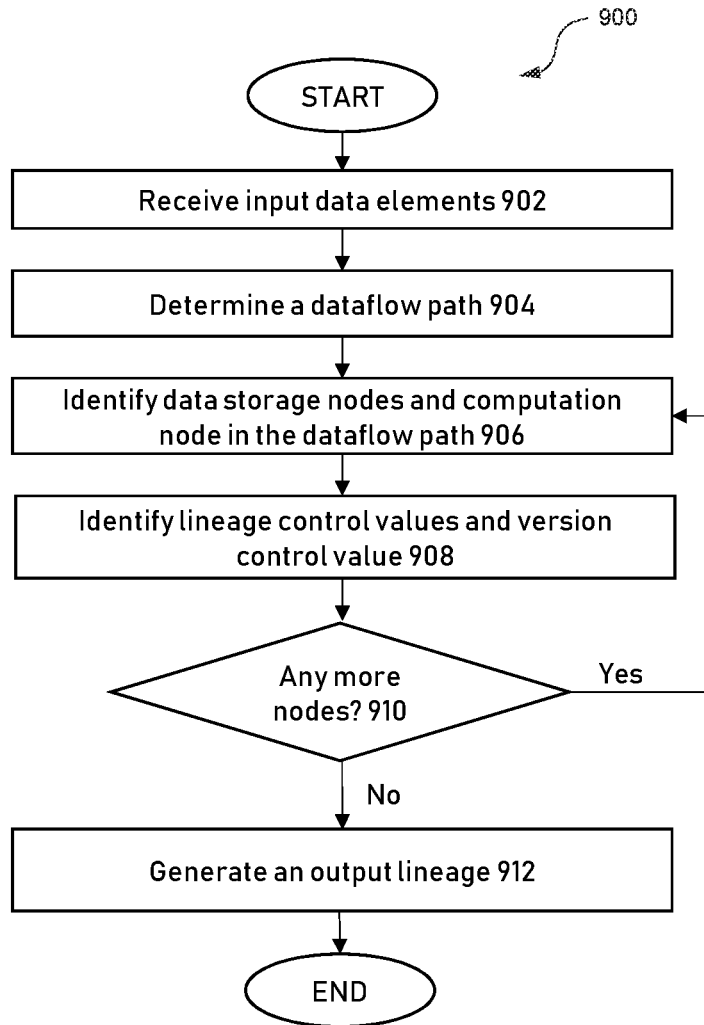 900
START
Receive input data elements 902
Determine a dataflow path 904
Identify data storage nodes and computation
node in the dataflow path 906
Identify lineage control values and version
control value 908
Any more
nodes? 910
Yes
No
Generate an output lineage 912
END